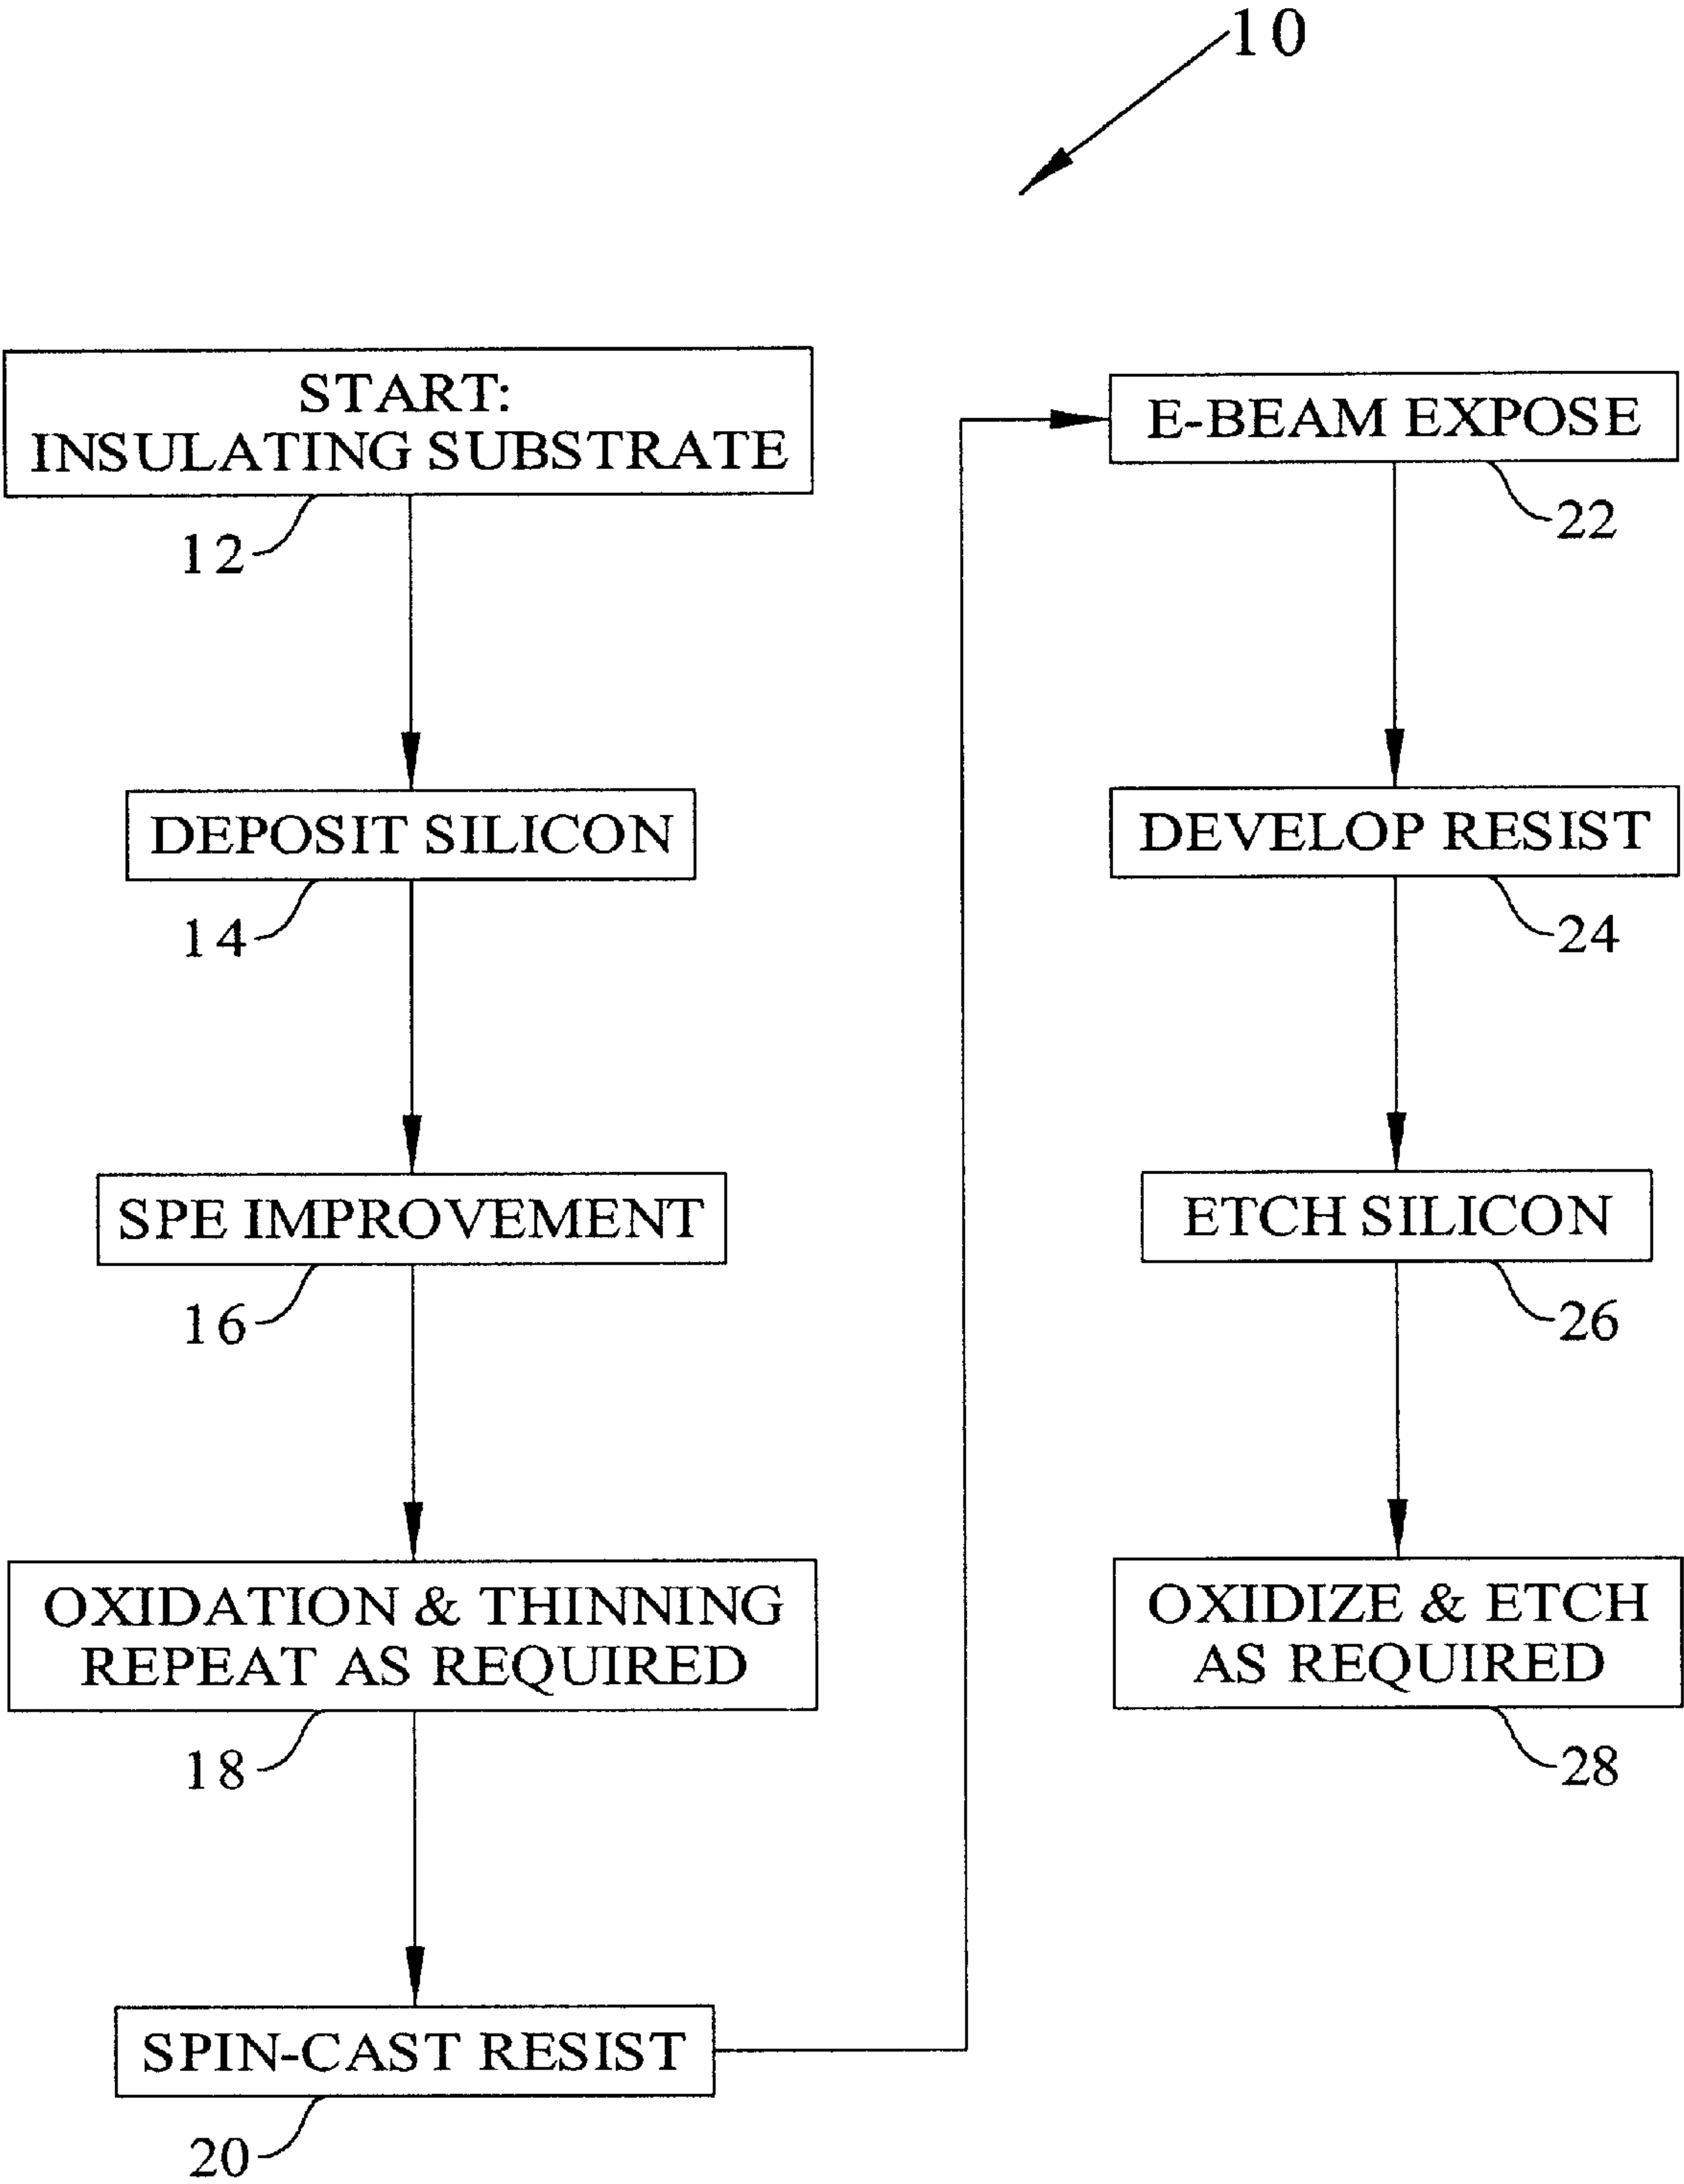 10
START:
INSULATING SUBSTRATE
12
DEPOSIT SILICON
14
SPE IMPROVEMENT
16
OXIDATION & THINNING
REPEAT AS REQUIRED
18
SPIN-CAST RESIST
20
E-BEAM EXPOSE
22
DEVELOP RESIST
24
ETCH SILICON
26
OXIDIZE & ETCH
AS REQUIRED
28